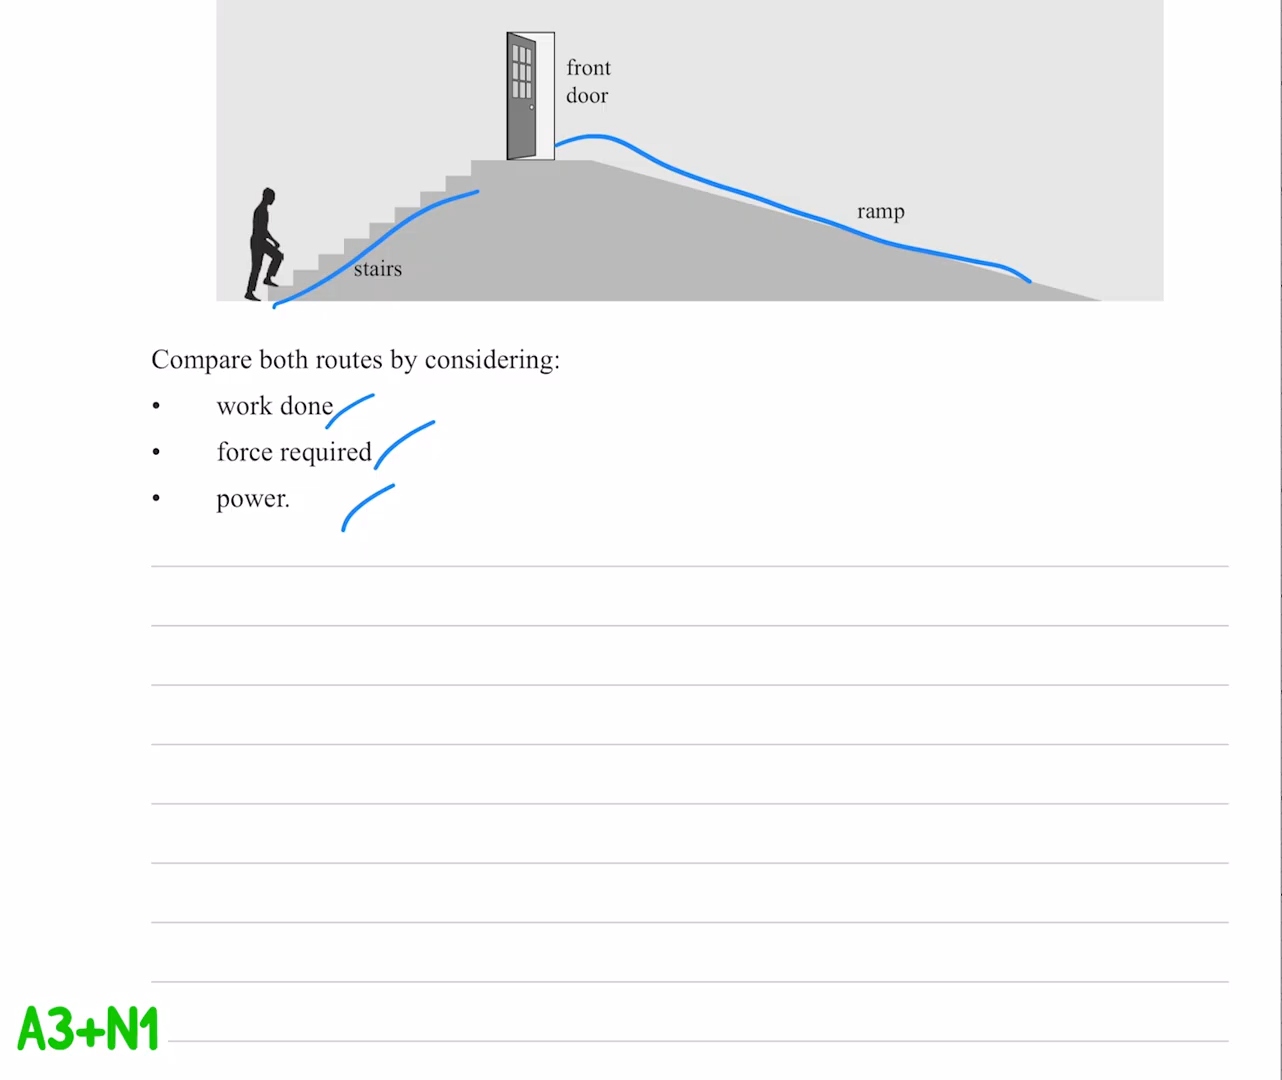 front
door
ramp
stairs
Compare both routes by considering:
• work done
• force required
• power.
A3+N1